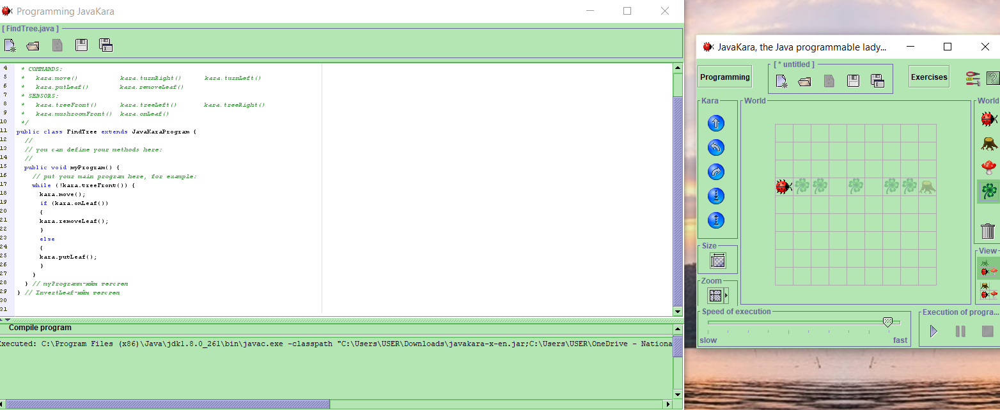 Programming JavaKara
[ FindTree.java ]
4 * COMMANDS:
5 * kara.move() kara.turnRight() kara.turnLeft()
6 * kara.putLeaf() kara.removeLeaf()
7 * SENSORS:
8 * kara.treeFront() kara.treeLeft() kara.treeRight()
9 * kara.mushroomFront() kara.onLeaf()
10 */
11 public class FindTree extends JavaKaraProgram {
12 //
13 // you can define your methods here:
14 //
15 public void myProgram() {
16 // put your main program here, for example:
17 while (!kara.treeFront()) {
18 kara.move();
19 if (kara.onLeaf())
20 {
21 kara.removeLeaf();
22 }
23 else
24 {
25 kara.putLeaf();
26 }
27 }
28 } // myProgramm-ийн төгсгөл
29 } // InvertLeaf-ийн төгсгөл
30
31
Compile program
Executed: C:\Program Files (x86)\Java\jdk1.8.0_261\bin\javac.exe -classpath "C:\Users\USER\Downloads\javakara-x-en.jar;C:\Users\USER\OneDrive - Nationa
JavaKara, the Java programmable lady...
Programming
[ * untitled ]
Exercises
Kara
World
World
Size
Zoom
View
Speed of execution
slow
fast
Execution of progra...